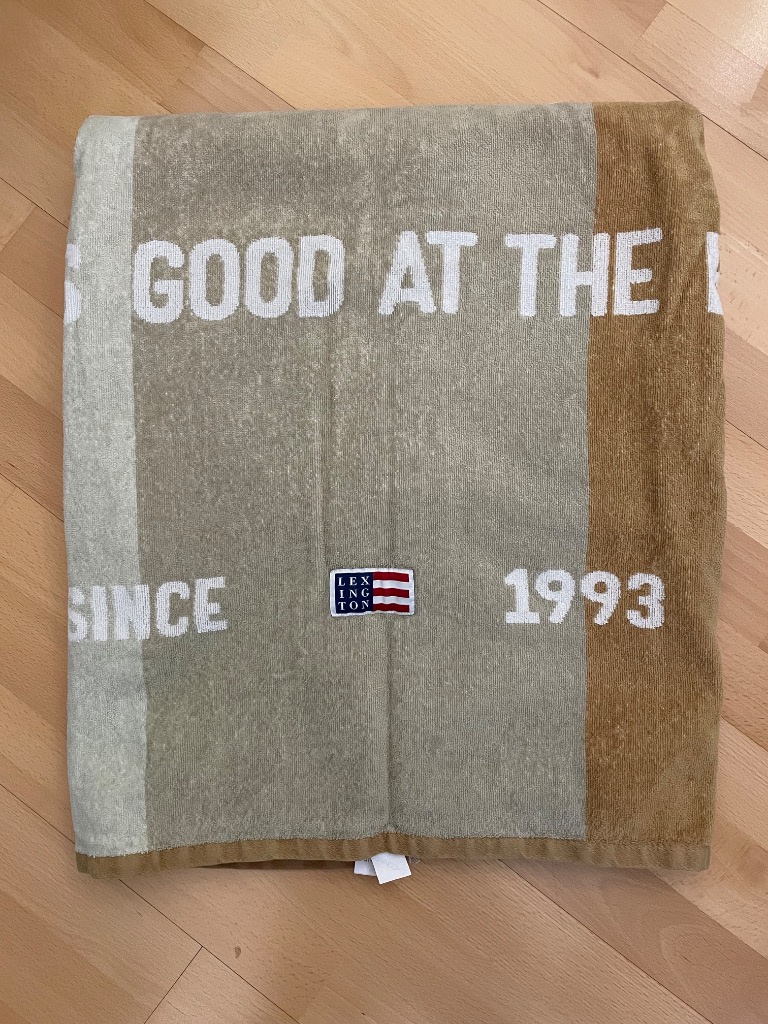 GOOD AT THE
SINCE
LEX
ING
TON
1993